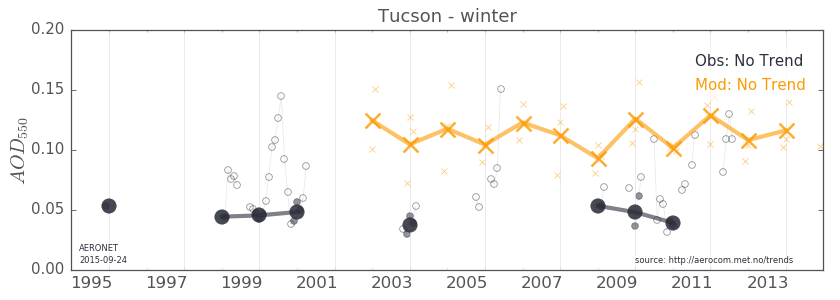 Tucson - winter
0.20
Obs: No Trend
0.15
Mod: No Trend
AOD550
0.10
0.05
AERONET
2015-09-24
source: http://aerocom.met.no/trends
0.00
1995 1997 1999 2001 2003 2005 2007 2009 2011 2013